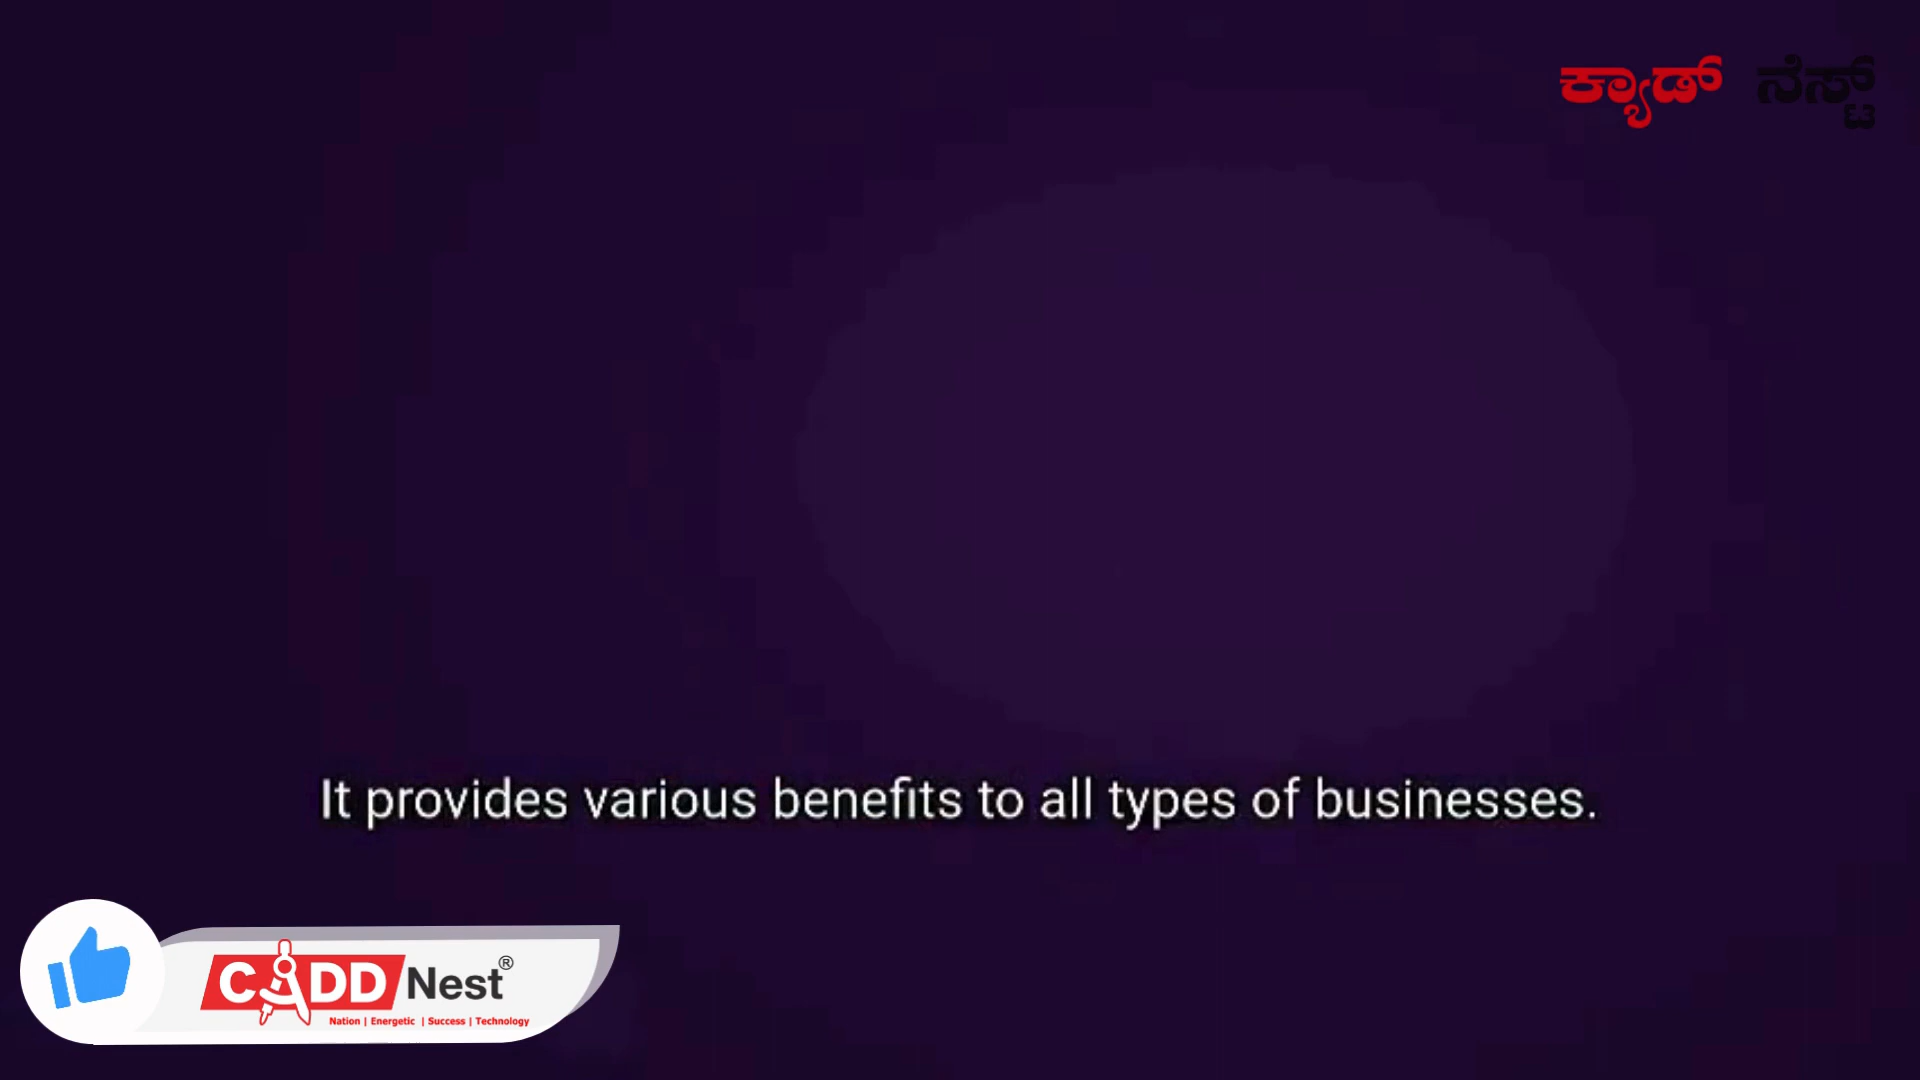 ಕ್ಯಾಡ್ ನೆಸ್ಟ್
It provides various benefits to all types of businesses.
CADD Nest®
Nation | Energetic | Success | Technology